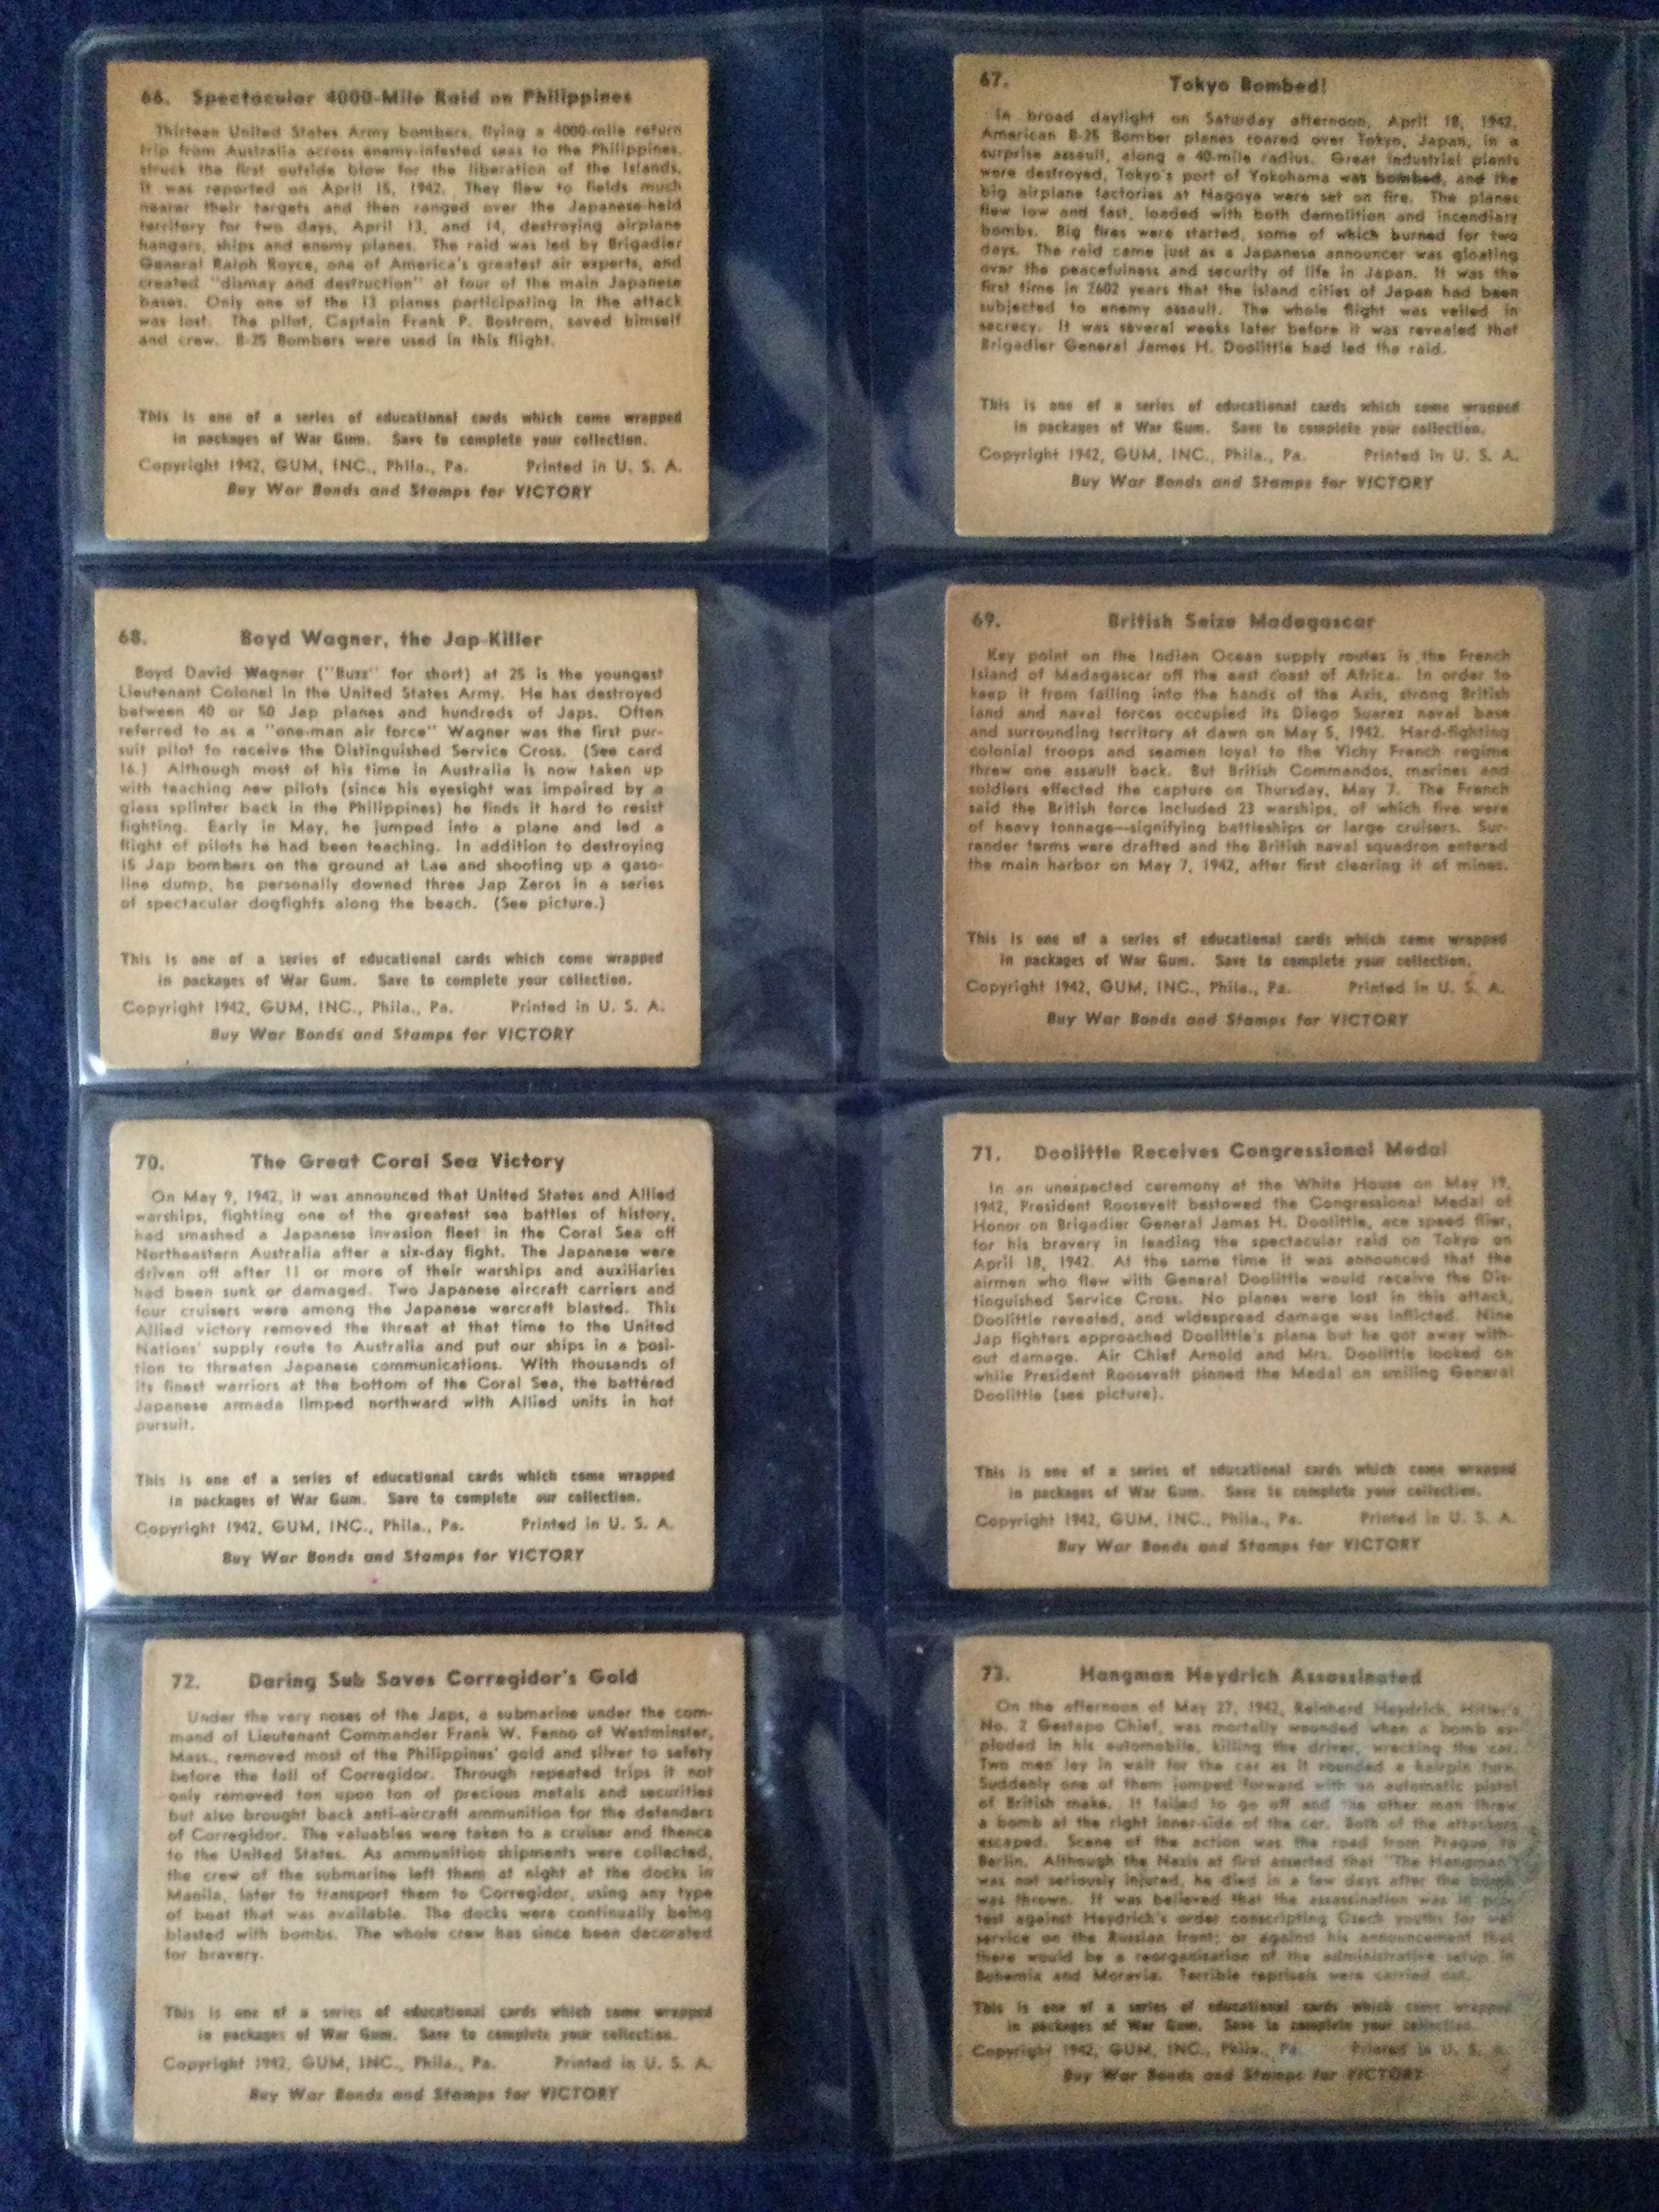 66. Spectacular 4000-Mile Raid on Philippines
Thirteen United States Army bombers, flying a 4000-mile return
trip from Australia across enemy-infested seas to the Philippines,
struck the first outside blow for the liberation of the Islands,
it was reported on April 15, 1942. They flew to fields much
nearer their targets and then ranged over the Japanese-held
territory for two days, April 13, and 14, destroying airplane
hangars, ships and enemy planes. The raid was led by Brigadier
General Ralph Royce, one of America's greatest air experts, and
created "dismay and destruction" at four of the main Japanese
bases. Only one of the 13 planes participating in the attack
was lost. The pilot, Captain Frank P. Bostrom, saved himself
and crew. B-25 Bombers were used in this flight.
This is one of a series of educational cards which come wrapped
in packages of War Gum. Save to complete your collection.
Copyright 1942, GUM, INC., Phila., Pa. Printed in U. S. A.
Buy War Bonds and Stamps for VICTORY
67. Tokyo Bombed!
In broad daylight on Saturday afternoon, April 18, 1942,
American B-25 Bomber planes roared over Tokyo, Japan, in a
surprise assault, along a 40-mile radius. Great industrial plants
were destroyed, Tokyo's port of Yokohama was bombed, and the
big airplane factories at Nagoya were set on fire. The planes
flew low and fast, loaded with both demolition and incendiary
bombs. Big fires were started, some of which burned for two
days. The raid came just as a Japanese announcer was gloating
over the peacefulness and security of life in Japan. It was the
first time in 2602 years that the island cities of Japan had been
subjected to enemy assault. The whole flight was veiled in
secrecy. It was several weeks later before it was revealed that
Brigadier General James H. Doolittle had led the raid.
This is one of a series of educational cards which come wrapped
in packages of War Gum. Save to complete your collection.
Copyright 1942, GUM, INC., Phila., Pa. Printed in U. S. A.
Buy War Bonds and Stamps for VICTORY
68. Boyd Wagner, the Jap-Killer
Boyd David Wagner ("Buzz" for short) at 25 is the youngest
Lieutenant Colonel in the United States Army. He has destroyed
between 40 or 50 Jap planes and hundreds of Japs. Often
referred to as a "one-man air force" Wagner was the first pur-
suit pilot to receive the Distinguished Service Cross. (See card
16.) Although most of his time in Australia is now taken up
with teaching new pilots (since his eyesight was impaired by a
glass splinter back in the Philippines) he finds it hard to resist
fighting. Early in May, he jumped into a plane and led a
flight of pilots he had been teaching. In addition to destroying
15 Jap bombers on the ground at Lae and shooting up a gaso-
line dump, he personally downed three Jap Zeros in a series
of spectacular dogfights along the beach. (See picture.)
This is one of a series of educational cards which come wrapped
in packages of War Gum. Save to complete your collection.
Copyright 1942, GUM, INC., Phila., Pa. Printed in U. S. A.
Buy War Bonds and Stamps for VICTORY
69. British Seize Madagascar
Key point on the Indian Ocean supply routes is the French
Island of Madagascar off the east coast of Africa. In order to
keep it from falling into the hands of the Axis, strong British
land and naval forces occupied its Diego Suarez naval base
and surrounding territory at dawn on May 5, 1942. Hard-fighting
colonial troops and seamen loyal to the Vichy French regime
threw one assault back. But British Commandos, marines and
soldiers effected the capture on Thursday, May 7. The French
said the British force included 23 warships, of which five were
of heavy tonnage—signifying battleships or large cruisers. Sur-
render terms were drafted and the British naval squadron entered
the main harbor on May 7, 1942, after first clearing it of mines.
This is one of a series of educational cards which come wrapped
in packages of War Gum. Save to complete your collection.
Copyright 1942, GUM, INC., Phila., Pa. Printed in U. S. A.
Buy War Bonds and Stamps for VICTORY
70. The Great Coral Sea Victory
On May 9, 1942, it was announced that United States and Allied
warships, fighting one of the greatest sea battles of history,
had smashed a Japanese invasion fleet in the Coral Sea off
Northeastern Australia after a six-day fight. The Japanese were
driven off after 11 or more of their warships and auxiliaries
had been sunk or damaged. Two Japanese aircraft carriers and
four cruisers were among the Japanese warcraft blasted. This
Allied victory removed the threat at that time to the United
Nations' supply route to Australia and put our ships in a posi-
tion to threaten Japanese communications. With thousands of
its finest warriors at the bottom of the Coral Sea, the battered
Japanese armada limped northward with Allied units in hot
pursuit.
This is one of a series of educational cards which come wrapped
in packages of War Gum. Save to complete our collection.
Copyright 1942, GUM, INC., Phila., Pa. Printed in U. S. A.
Buy War Bonds and Stamps for VICTORY
71. Doolittle Receives Congressional Medal
In an unexpected ceremony at the White House on May 19,
1942, President Roosevelt bestowed the Congressional Medal of
Honor on Brigadier General James H. Doolittle, ace speed flier,
for his bravery in leading the spectacular raid on Tokyo on
April 18, 1942. At the same time it was announced that the
airmen who flew with General Doolittle would receive the Dis-
tinguished Service Cross. No planes were lost in this attack,
Doolittle revealed, and widespread damage was inflicted. Nine
Jap fighters approached Doolittle's plane but he got away with-
out damage. Air Chief Arnold and Mrs. Doolittle looked on
while President Roosevelt pinned the Medal on smiling General
Doolittle (see picture).
This is one of a series of educational cards which come wrapped
in packages of War Gum. Save to complete your collection.
Copyright 1942, GUM, INC., Phila., Pa. Printed in U. S. A.
Buy War Bonds and Stamps for VICTORY
72. Daring Sub Saves Corregidor's Gold
Under the very noses of the Japs, a submarine under the com-
mand of Lieutenant Commander Frank W. Fenno of Westminster,
Mass., removed most of the Philippines' gold and silver to safety
before the fall of Corregidor. Through repeated trips it not
only removed ton upon ton of precious metals and securities
but also brought back anti-aircraft ammunition for the defenders
of Corregidor. The valuables were taken to a cruiser and thence
to the United States. As ammunition shipments were collected,
the crew of the submarine left them at night at the docks in
Manila, later to transport them to Corregidor, using any type
of boat that was available. The docks were continually being
blasted with bombs. The whole crew has since been decorated
for bravery.
This is one of a series of educational cards which come wrapped
in packages of War Gum. Save to complete your collection.
Copyright 1942, GUM, INC., Phila., Pa. Printed in U. S. A.
Buy War Bonds and Stamps for VICTORY
73. Hangman Heydrich Assassinated
On the afternoon of May 27, 1942, Reinhard Heydrich, Hitler's
No. 2 Gestapo Chief, was mortally wounded when a bomb ex-
ploded in his automobile, killing the driver, wrecking the car.
Two men lay in wait for the car as it rounded a hairpin turn.
Suddenly one of them jumped forward with an automatic pistol
of British make. It failed to go off and the other man threw
a bomb at the right inner-side of the car. Both of the attackers
escaped. Scene of the action was the road from Prague to
Berlin. Although the Nazis at first asserted that "The Hangman"
was not seriously injured, he died in a few days after the bomb
was thrown. It was believed that the assassination was in pro-
test against Heydrich's order conscripting Czech youths for war
service on the Russian front; or against his announcement that
there would be a reorganization of the administrative setup in
Bohemia and Moravia. Terrible reprisals were carried out.
This is one of a series of educational cards which come wrapped
in packages of War Gum. Save to complete your collection.
Copyright 1942, GUM, INC., Phila., Pa. Printed in U. S. A.
Buy War Bonds and Stamps for VICTORY